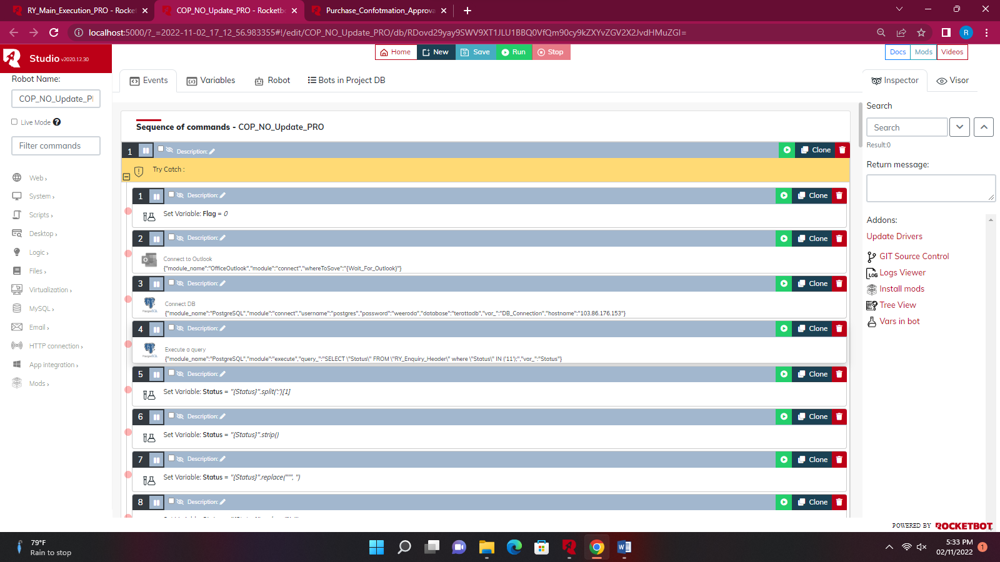 RY_Main_Execution_PRO - Rocket
COP_NO_Update_PRO - Rocketbo
Purchase_Confotmation_Approva
localhost:5000/?_=2022-11-02_17_12_56.983355#!/edit/COP_NO_Update_PRO/db/RDovd29yay9SWV9XT1JLU1BBQ0VfQm90cy9kZXYvZGV2X2JvdHMuZGI=
R
Studio v2020.12.30
Home
New
Save
Run
Stop
Docs
Mods
Videos
Robot Name:
COP_NO_Update_P
Live Mode
Filter commands
Web ›
System ›
Scripts ›
Desktop ›
Logic ›
Files ›
Virtualization ›
MySQL ›
Email ›
HTTP connection ›
App integration ›
Mods ›
Events
Variables
Robot
Bots in Project DB
Sequence of commands - COP_NO_Update_PRO
1 Description: Clone
Try Catch :
1 Description: Clone
Set Variable: Flag = 0
2 Description: Clone
Connect to Outlook
{"module_name":"OfficeOutlook","module":"connect","whereToSave":"{Wait_For_Outlook}"}
3 Description: Clone
Connect DB
{"module_name":"PostgreSQL","module":"connect","username":"postgres","password":"weeroda","database":"terattadb","var_":"DB_Connection","hostname":"103.86.176.153"}
4 Description: Clone
Execute a query
{"module_name":"PostgreSQL","module":"execute","query_":"SELECT \"Status\" FROM \"RY_Enquiry_Header\" where \"Status\" IN ('11');","var_":"Status"}
5 Description: Clone
Set Variable: Status = "{Status}".split(':')[1]
6 Description: Clone
Set Variable: Status = "{Status}".strip()
7 Description: Clone
Set Variable: Status = "{Status}".replace("'", '')
8 Description: Clone
Inspector
Visor
Search
Search
Result:0
Return message:
Addons:
Update Drivers
GIT Source Control
LOG Logs Viewer
Install mods
Tree View
Vars in bot
POWERED BY ROCKETBOT
79°F
Rain to stop
5:33 PM
02/11/2022
1